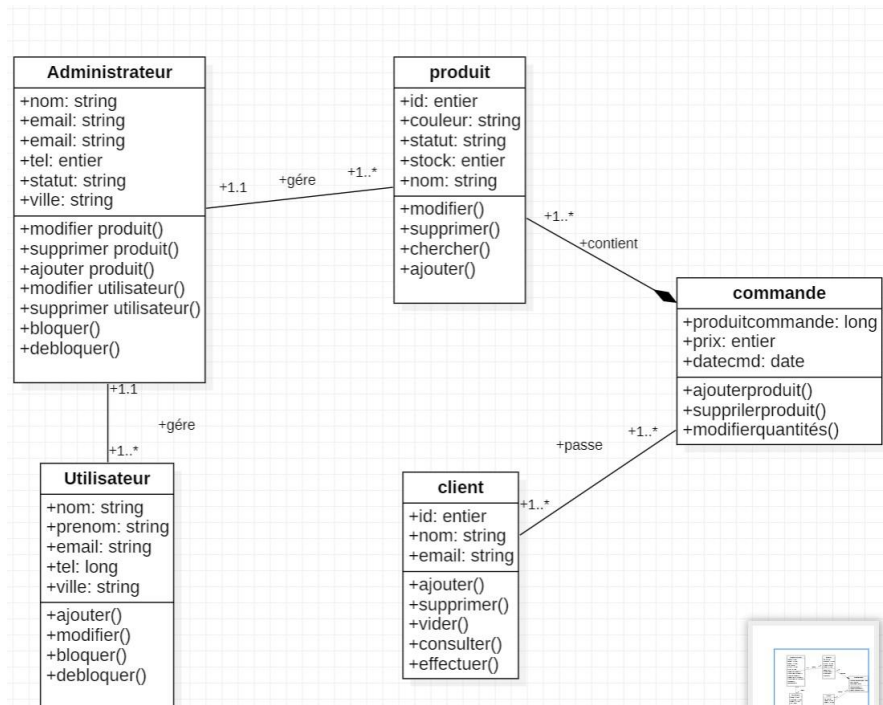 Administrateur
+nom: string
+email: string
+email: string
+tel: entier
+statut: string
+ville: string
+modifier produit()
+supprimer produit()
+ajouter produit()
+modifier utilisateur()
+supprimer utilisateur()
+bloquer()
+debloquer()
+1.1
+gére
+1..*
produit
+id: entier
+couleur: string
+statut: string
+stock: entier
+nom: string
+modifier()
+supprimer()
+chercher()
+ajouter()
+1..*
+contient
commande
+produitcommande: long
+prix: entier
+datecmd: date
+ajouterproduit()
+supprilerproduit()
+modifierquantités()
+1.1
+gére
+1..*
Utilisateur
+nom: string
+prenom: string
+email: string
+tel: long
+ville: string
+ajouter()
+modifier()
+bloquer()
+debloquer()
+1..*
+passe
+1..*
client
+id: entier
+nom: string
+email: string
+ajouter()
+supprimer()
+vider()
+consulter()
+effectuer()